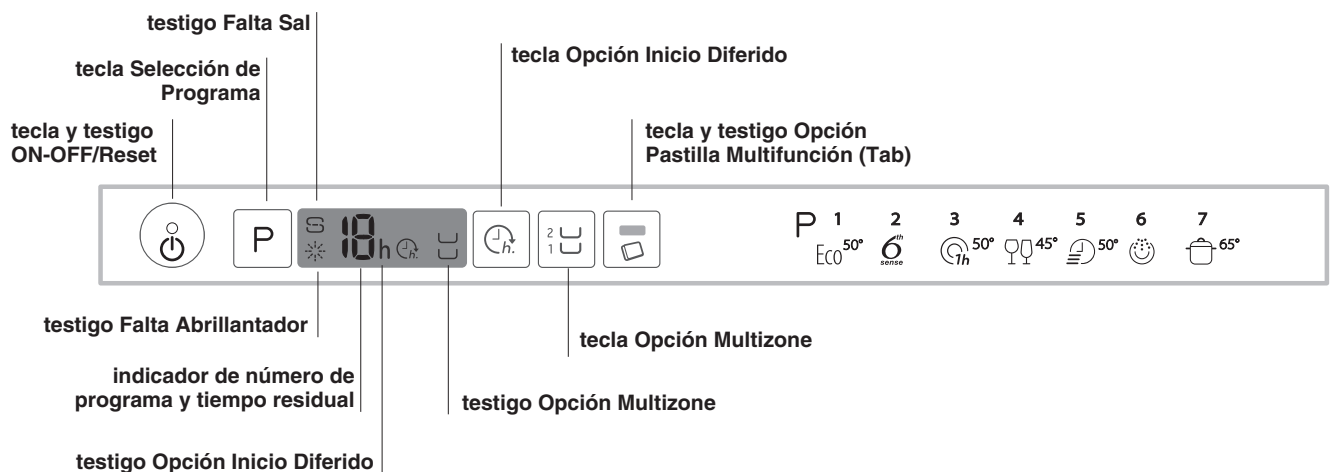 testigo Falta Sal
tecla Selección de
Programa
tecla Opción Inicio Diferido
tecla y testigo
ON-OFF/Reset
tecla y testigo Opción
Pastilla Multifunción (Tab)
P
18h
h.
h.
2
1
P 1 2 3 4 5 6 7
Eco 50° 6th sense 1h 50° 45° 50° 65°
testigo Falta Abrillantador
tecla Opción Multizone
indicador de número de
programa y tiempo residual
testigo Opción Multizone
testigo Opción Inicio Diferido